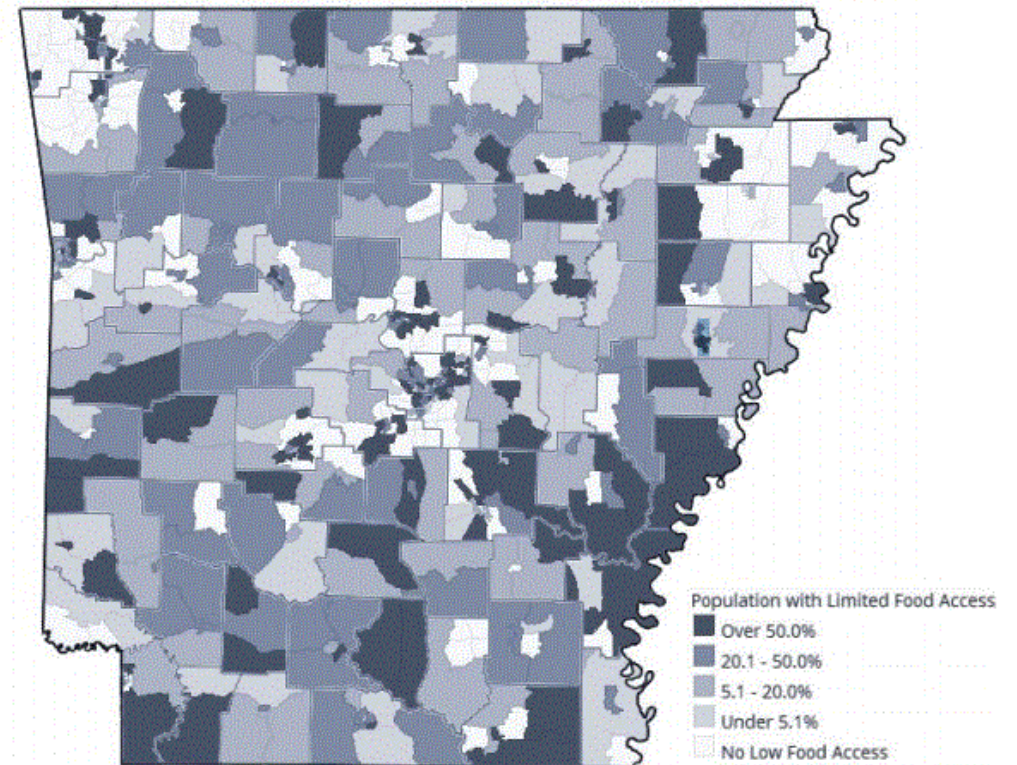 Population with Limited Food Access
Over 50.0%
20.1 - 50.0%
5.1 - 20.0%
Under 5.1%
No Low Food Access